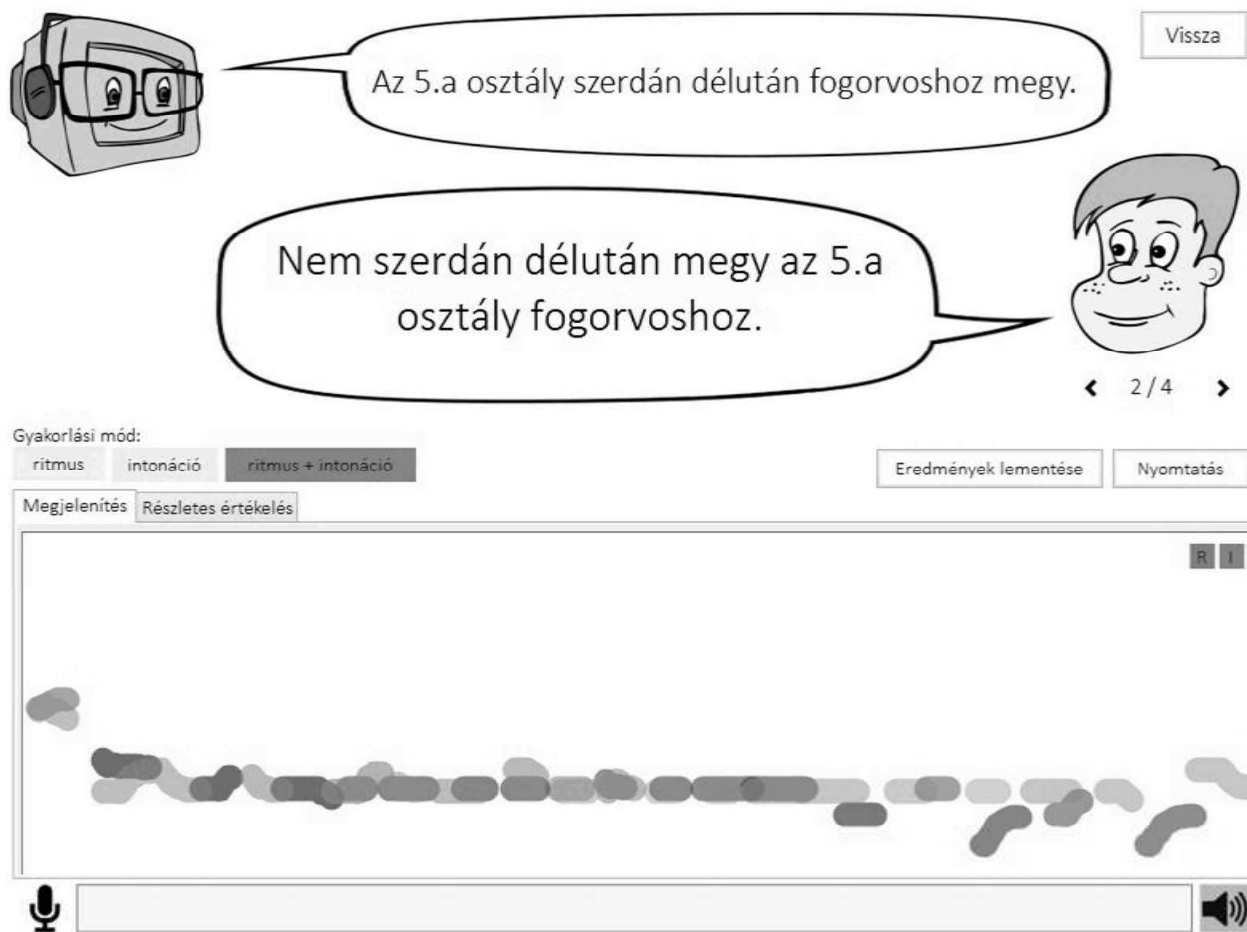 Vissza
Az 5.a osztály szerdán délután fogorvoshoz megy.
Nem szerdán délután megy az 5.a
osztály fogorvoshoz.
2 / 4
Gyakorlási mód:
ritmus intonáció ritmus + intonáció
Eredmények lementése Nyomtatás
Megjelenítés Részletes értékelés
R I